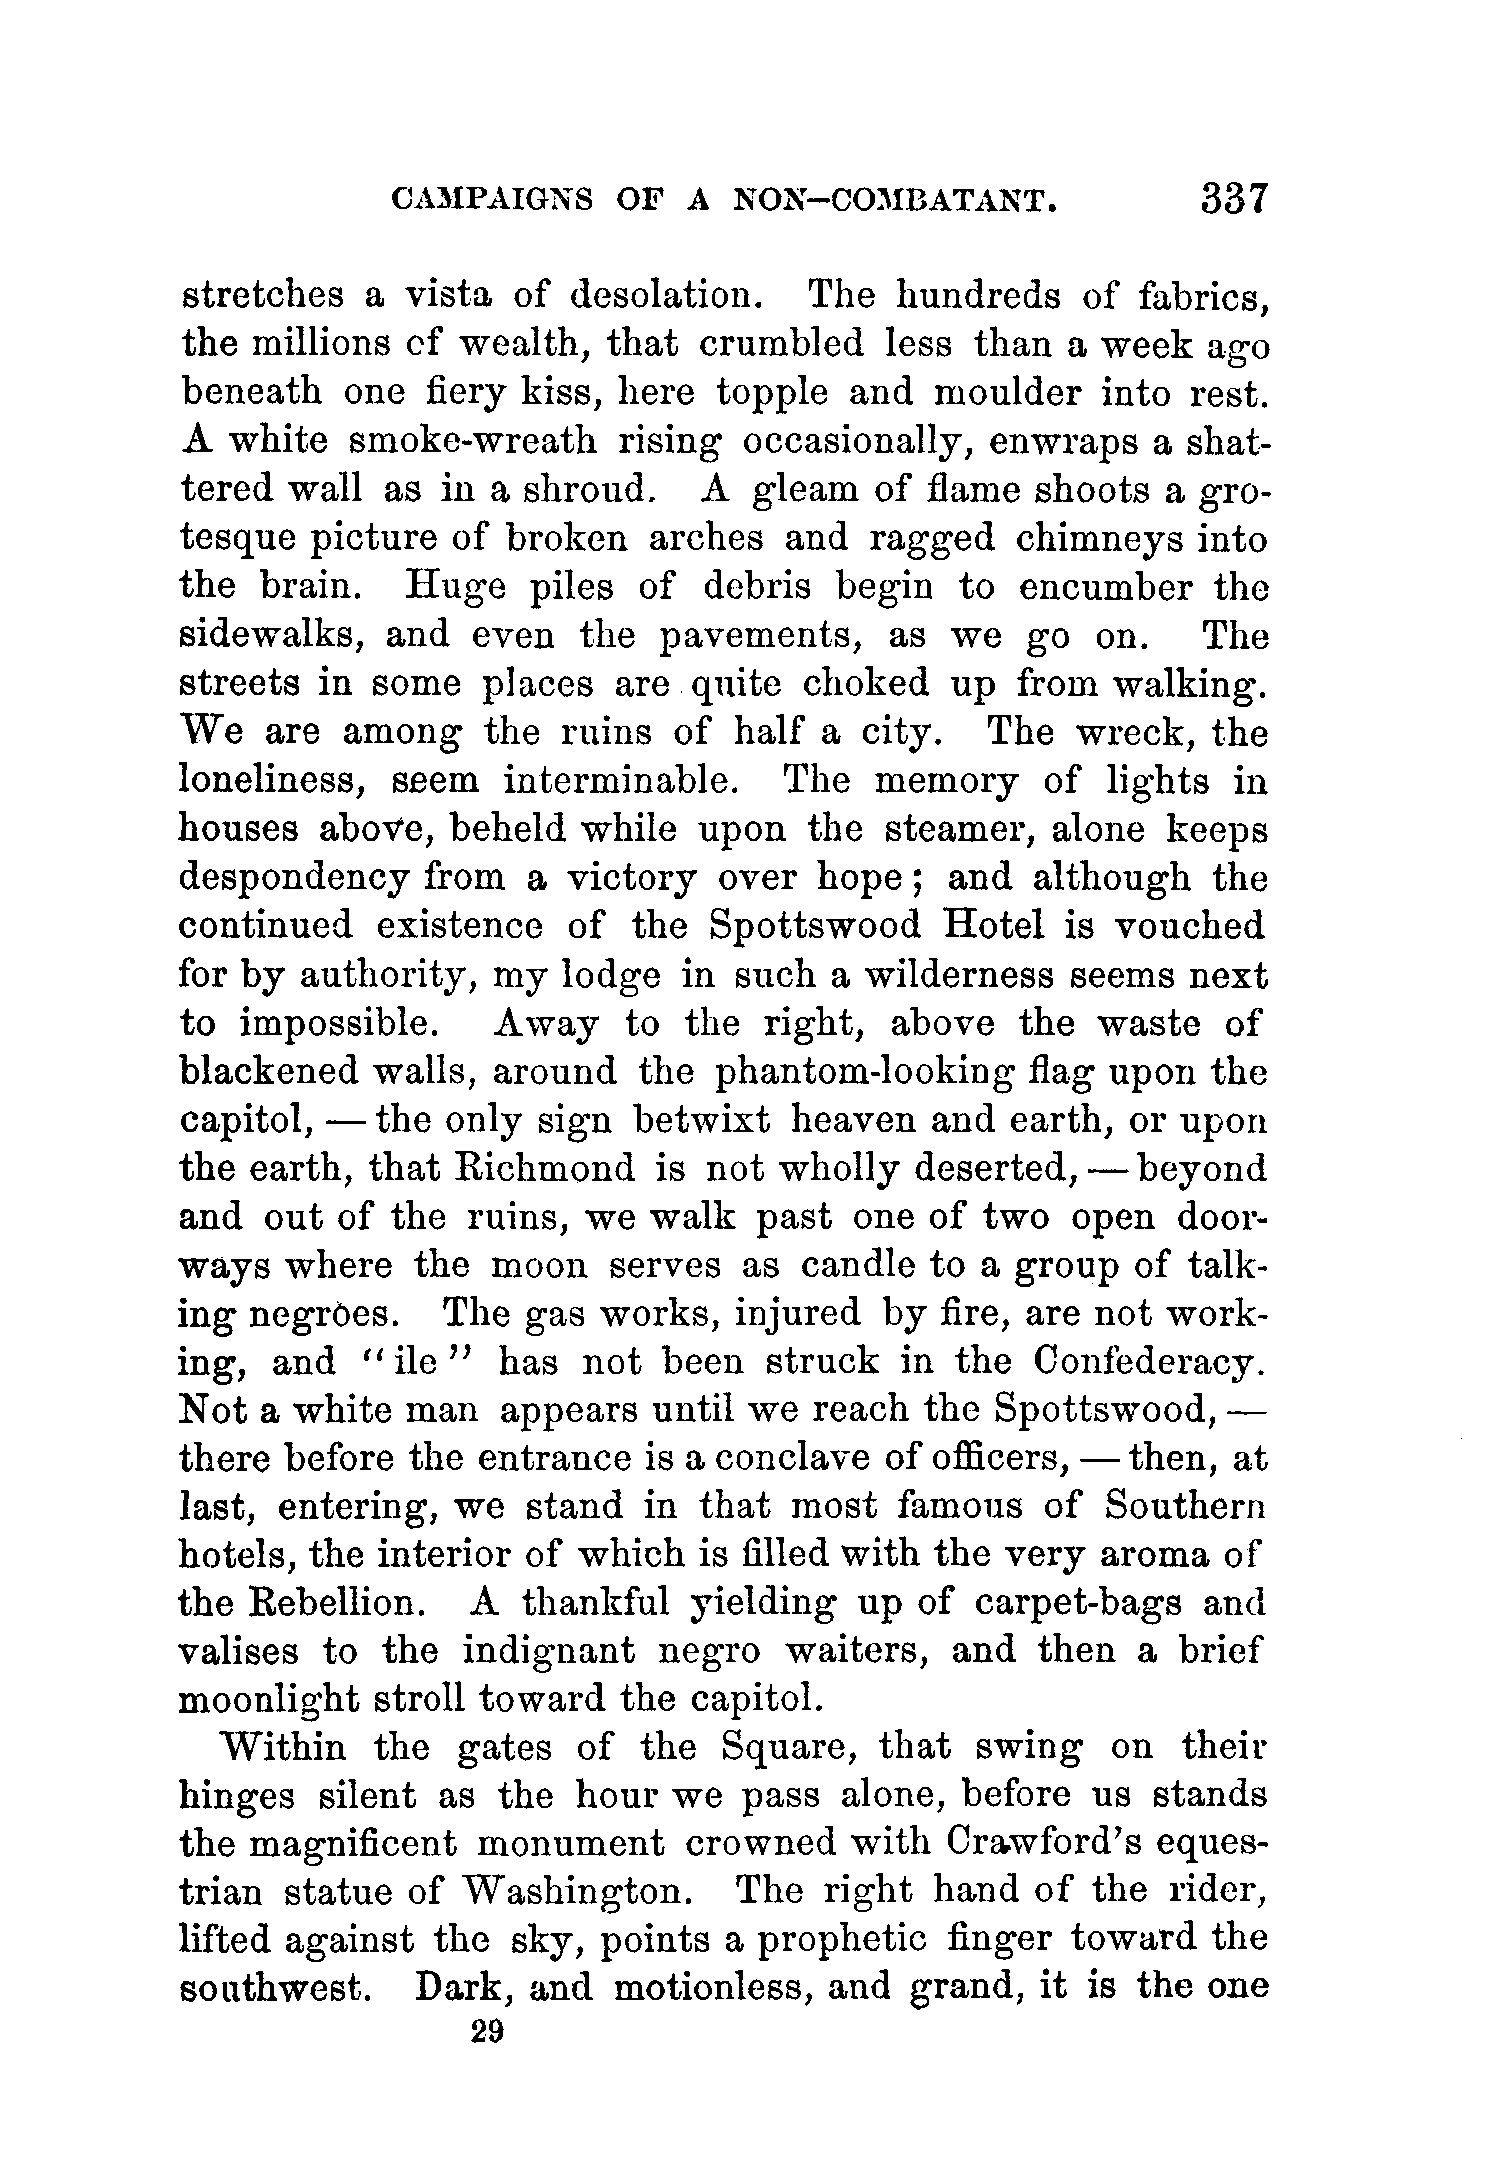 CAMPAIGNS OF A NON-COMBATANT. 337
stretches a vista of desolation. The hundreds of fabrics,
the millions of wealth, that crumbled less than a week ago
beneath one fiery kiss, here topple and moulder into rest.
A white smoke-wreath rising occasionally, enwraps a shat-
tered wall as in a shroud. A gleam of flame shoots a gro-
tesque picture of broken arches and ragged chimneys into
the brain. Huge piles of debris begin to encumber the
sidewalks, and even the pavements, as we go on. The
streets in some places are quite choked up from walking.
We are among the ruins of half a city. The wreck, the
loneliness, seem interminable. The memory of lights in
houses above, beheld while upon the steamer, alone keeps
despondency from a victory over hope; and although the
continued existence of the Spottswood Hotel is vouched
for by authority, my lodge in such a wilderness seems next
to impossible. Away to the right, above the waste of
blackened walls, around the phantom-looking flag upon the
capitol, — the only sign betwixt heaven and earth, or upon
the earth, that Richmond is not wholly deserted, — beyond
and out of the ruins, we walk past one of two open door-
ways where the moon serves as candle to a group of talk-
ing negroes. The gas works, injured by fire, are not work-
ing, and “ile” has not been struck in the Confederacy.
Not a white man appears until we reach the Spottswood, —
there before the entrance is a conclave of officers, — then, at
last, entering, we stand in that most famous of Southern
hotels, the interior of which is filled with the very aroma of
the Rebellion. A thankful yielding up of carpet-bags and
valises to the indignant negro waiters, and then a brief
moonlight stroll toward the capitol.
Within the gates of the Square, that swing on their
hinges silent as the hour we pass alone, before us stands
the magnificent monument crowned with Crawford's eques-
trian statue of Washington. The right hand of the rider,
lifted against the sky, points a prophetic finger toward the
southwest. Dark, and motionless, and grand, it is the one
29